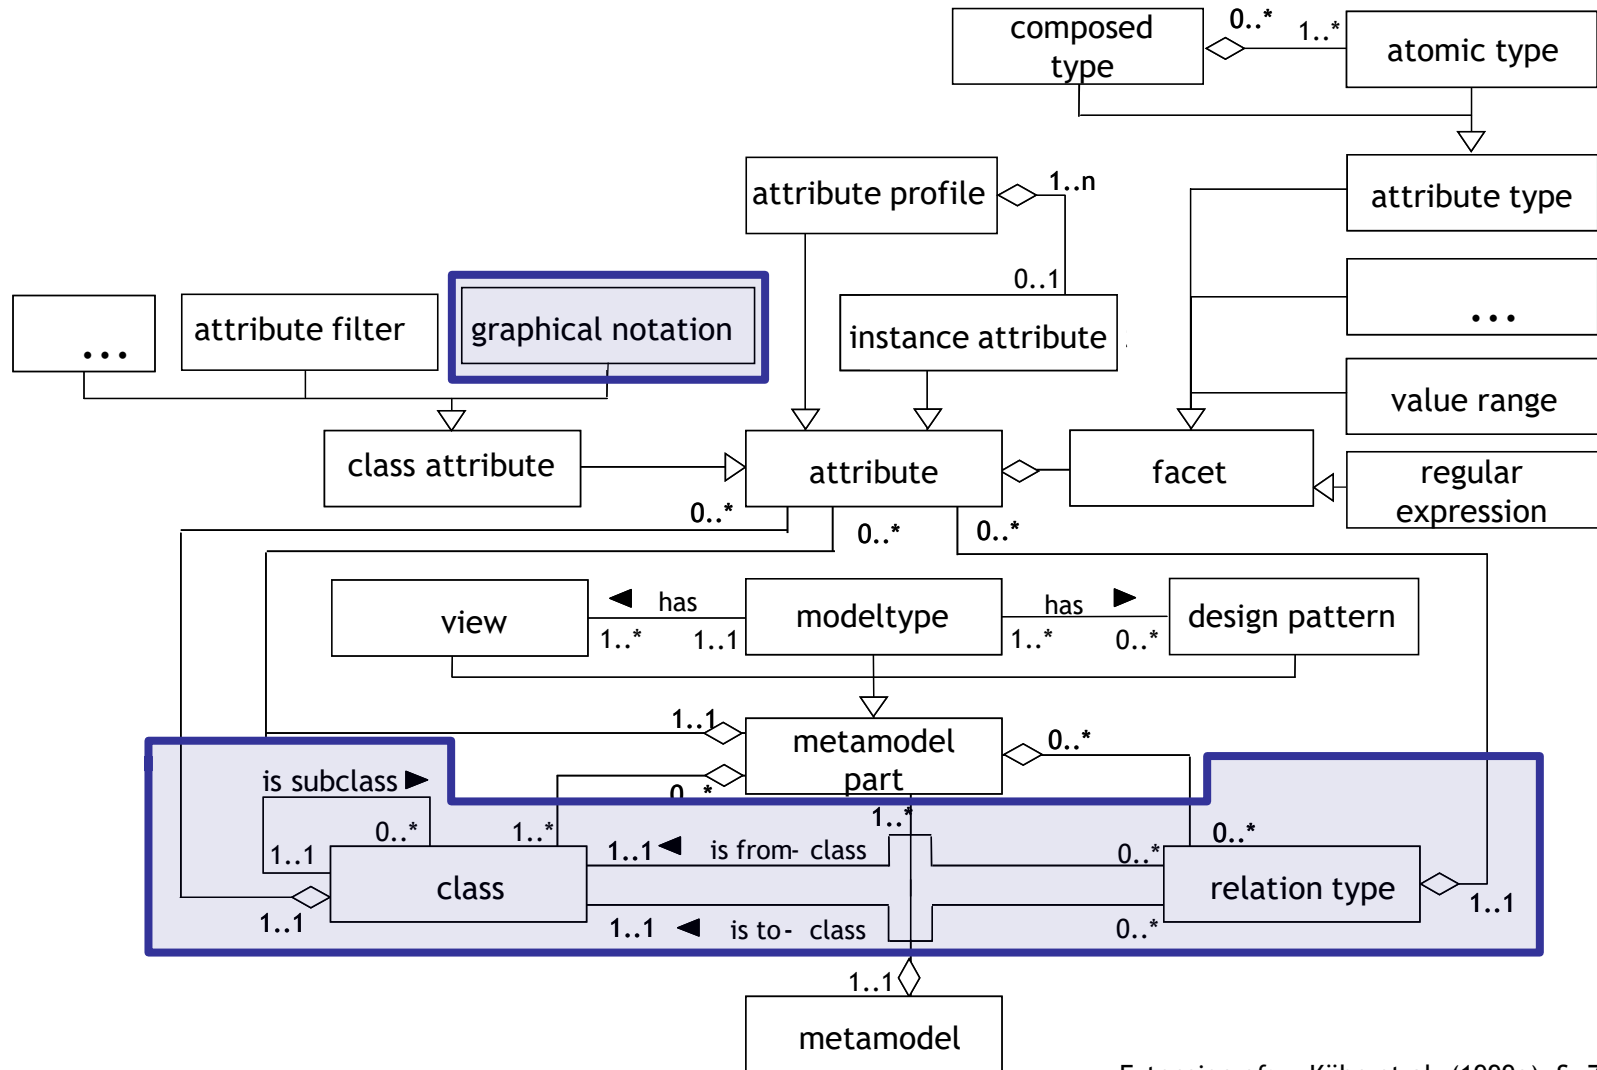 composed
type
0..*
1..*
atomic type
attribute profile
1..n
attribute type
0..1
...
attribute filter
graphical notation
instance attribute
...
value range
class attribute
attribute
facet
regular
expression
0..*
0..*
0..*
view
has
1..*
1..1
modeltype
has
1..*
0..*
design pattern
1..1
metamodel
part
0..*
is subclass
0..*
1..*
0..*
1..1
1..*
1..1
is from- class
0..*
0..*
class
relation type
1..1
1..1
is to- class
0..*
1..1
1..1
metamodel